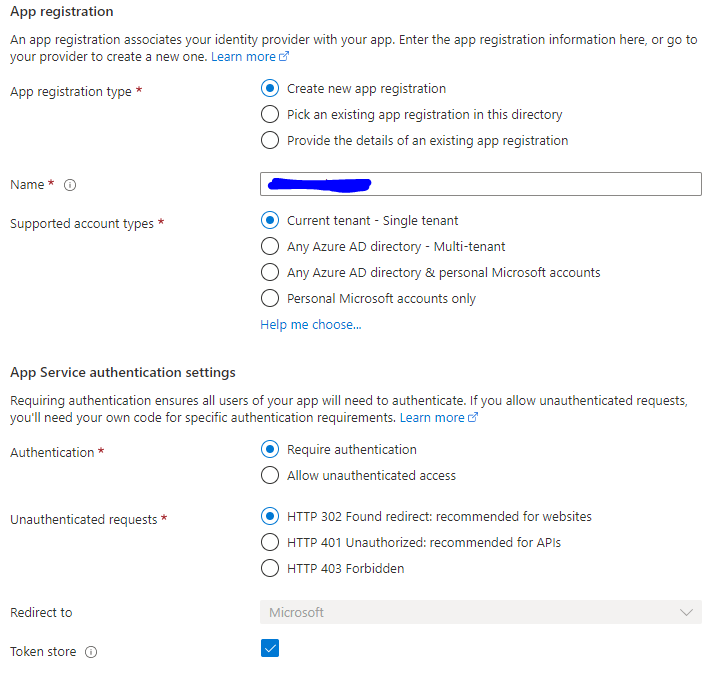 App registration
An app registration associates your identity provider with your app. Enter the app registration information here, or go to
your provider to create a new one. Learn more
App registration type *
Create new app registration
Pick an existing app registration in this directory
Provide the details of an existing app registration
Name *
Supported account types *
Current tenant - Single tenant
Any Azure AD directory - Multi-tenant
Any Azure AD directory & personal Microsoft accounts
Personal Microsoft accounts only
Help me choose...
App Service authentication settings
Requiring authentication ensures all users of your app will need to authenticate. If you allow unauthenticated requests,
you'll need your own code for specific authentication requirements. Learn more
Authentication *
Require authentication
Allow unauthenticated access
Unauthenticated requests *
HTTP 302 Found redirect: recommended for websites
HTTP 401 Unauthorized: recommended for APIs
HTTP 403 Forbidden
Redirect to
Microsoft
Token store